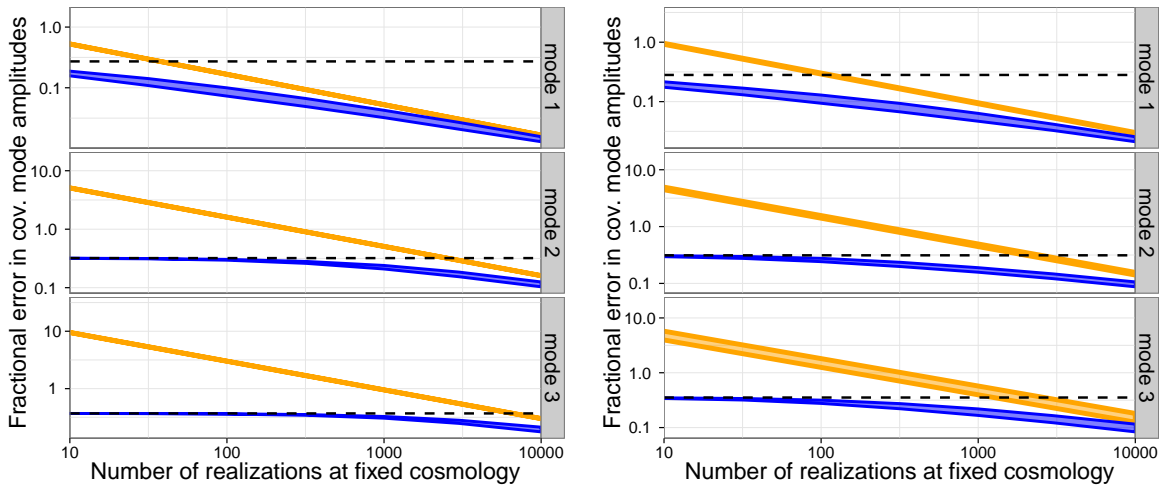 Fractional error in cov. mode amplitudes
1.0
0.1
mode 1
10.0
1.0
0.1
mode 2
10
1
mode 3
10
100
1000
10000
Number of realizations at fixed cosmology
Fractional error in cov. mode amplitudes
1.0
0.1
mode 1
10.0
1.0
0.1
mode 2
10.0
1.0
0.1
mode 3
10
100
1000
10000
Number of realizations at fixed cosmology